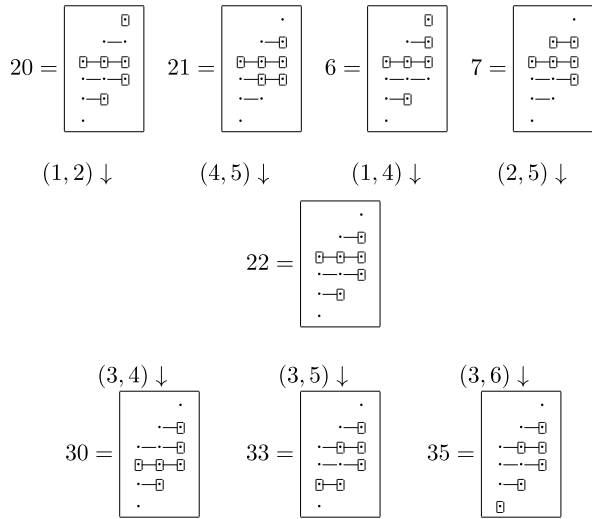 20 = 21 = 6 = 7 =
(1, 2) ↓ (4, 5) ↓ (1, 4) ↓ (2, 5) ↓
22 =
(3, 4) ↓ (3, 5) ↓ (3, 6) ↓
30 = 33 = 35 =